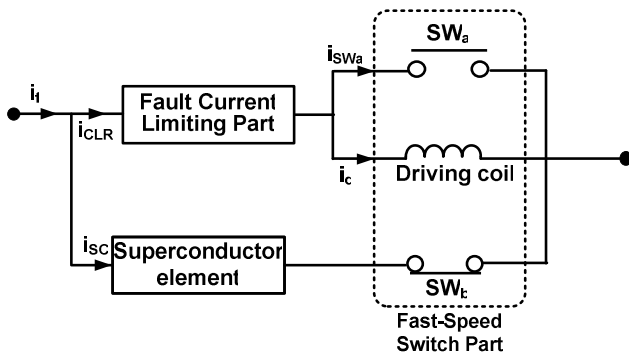 SWa
iSWa
i1
Fault Current
Limiting Part
iCLR
Driving coil
ic
iSC
Superconductor
element
SWb
Fast-Speed
Switch Part